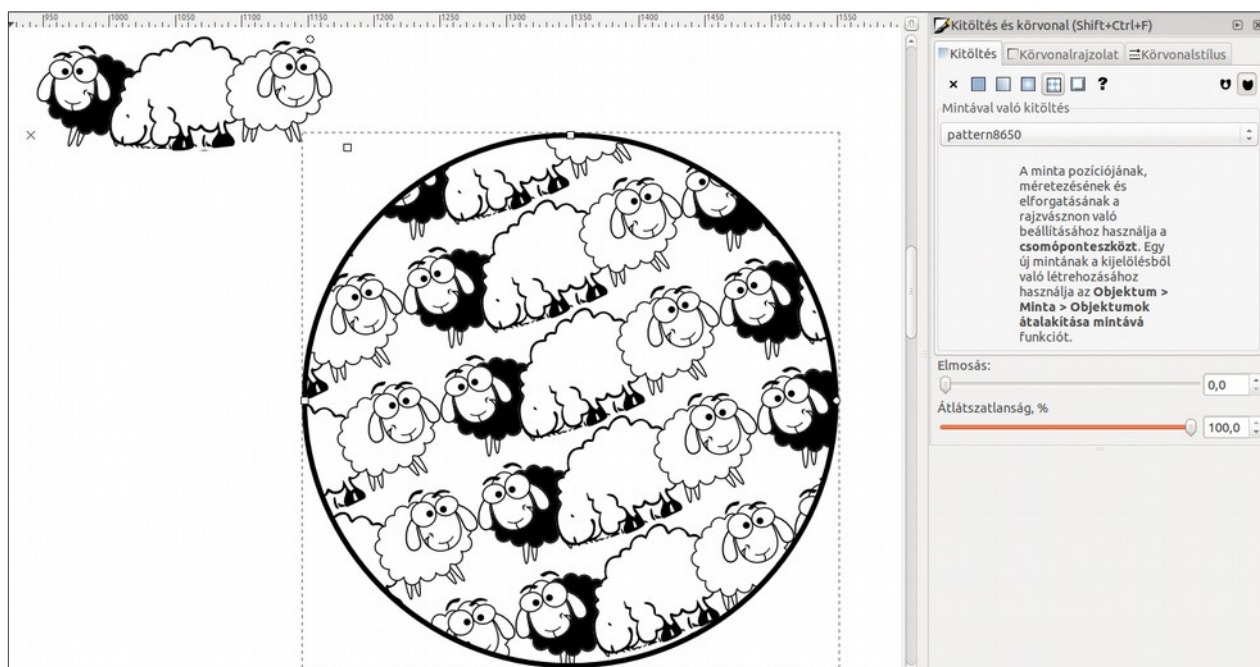 950 1000 1050 1100 1150 1200 1250 1300 1350 1400 1450 1500 1550
Kitöltés és körvonal (Shift+Ctrl+F)
Kitöltés Körvonalrajzolat Körvonalstílus
?
Mintával való kitöltés
pattern8650
A minta pozíciójának,
méretezésének és
elforgatásának a
rajzvásznon való
beállításához használja a
csomóponteszközt. Egy
új mintának a kijelölésből
való létrehozásához
használja az Objektum >
Minta > Objektumok
átalakítása mintává
funkciót.
Elmosás:
0,0
Átlátszatlanság, %
100,0